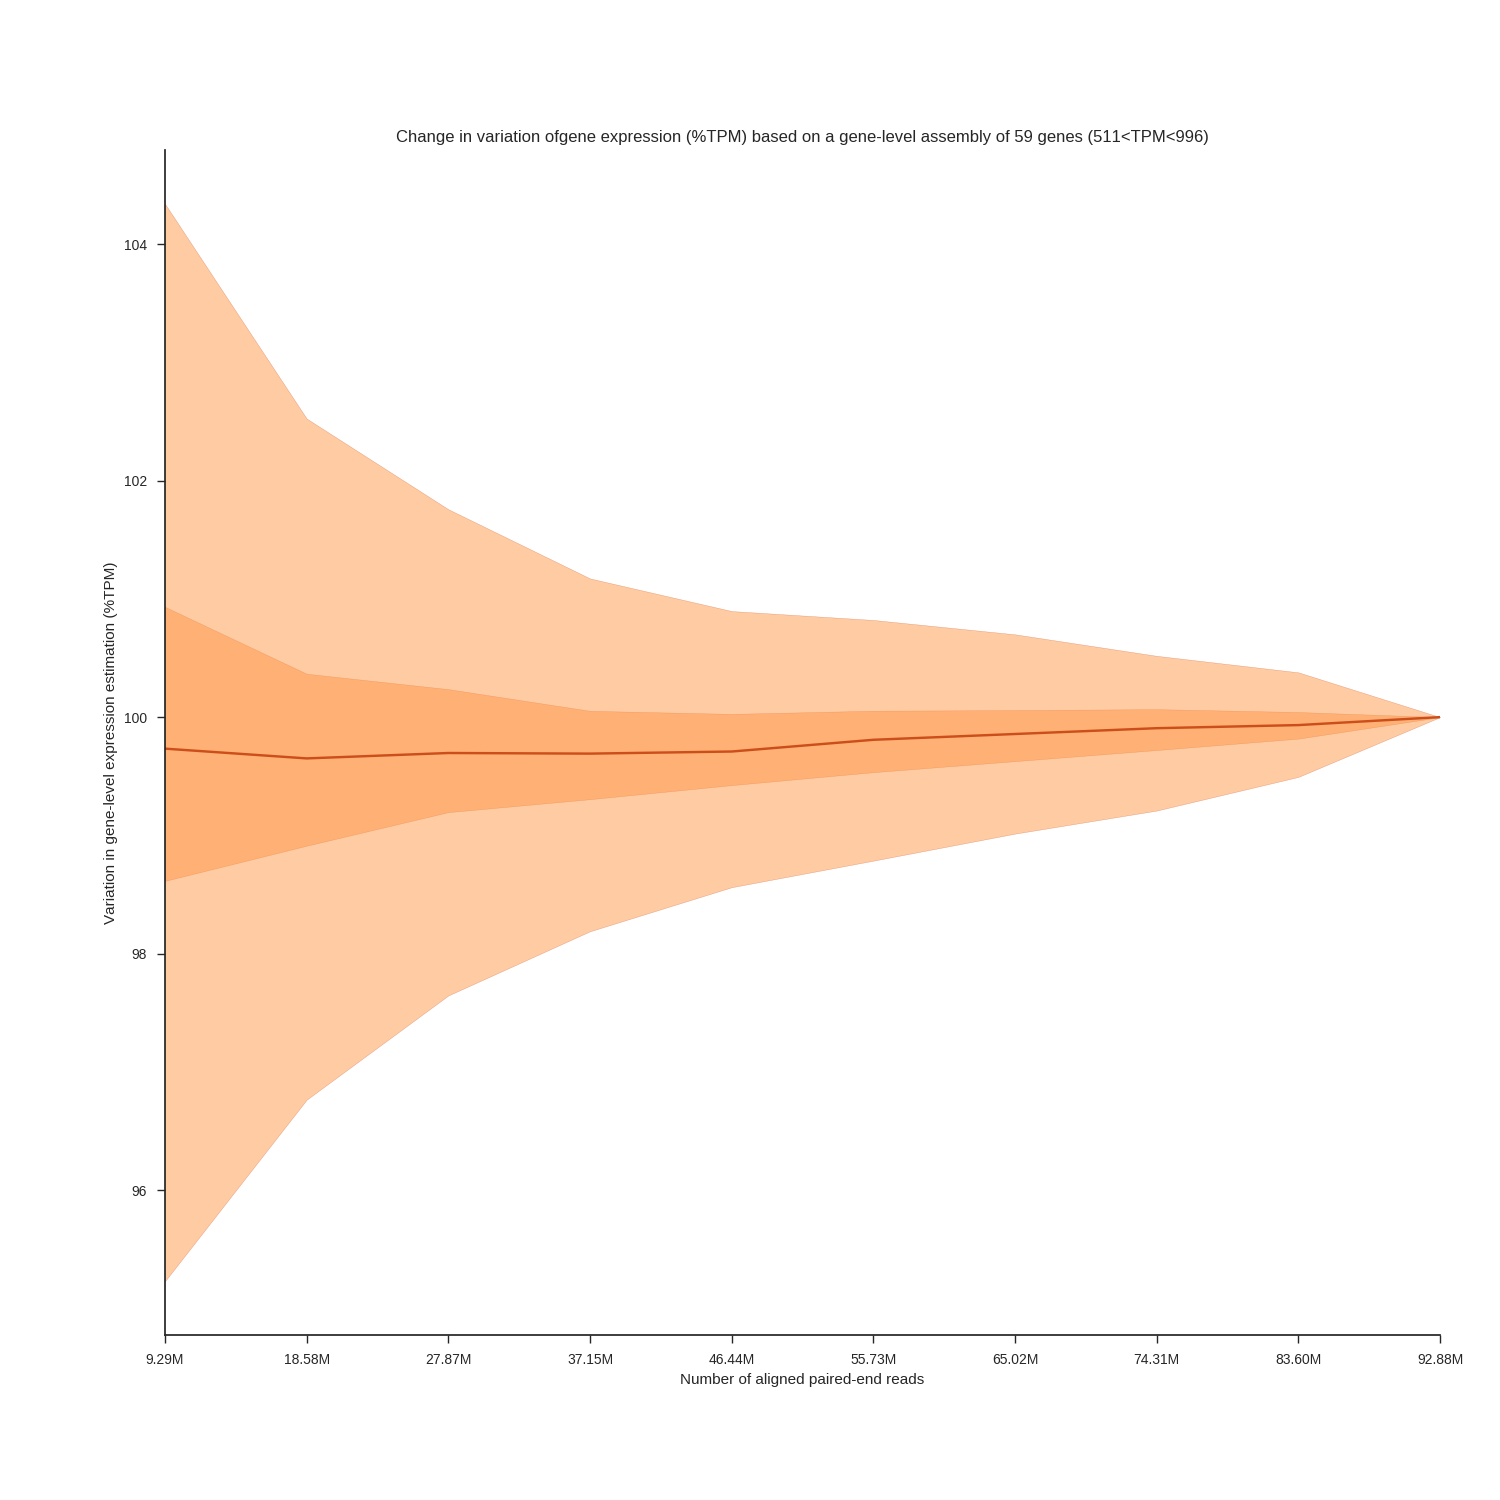 Change in variation ofgene expression (%TPM) based on a gene-level assembly of 59 genes (511<TPM<996)
Variation in gene-level expression estimation (%TPM)
104
102
100
98
96
9.29M 18.58M 27.87M 37.15M 46.44M 55.73M 65.02M 74.31M 83.60M 92.88M
Number of aligned paired-end reads